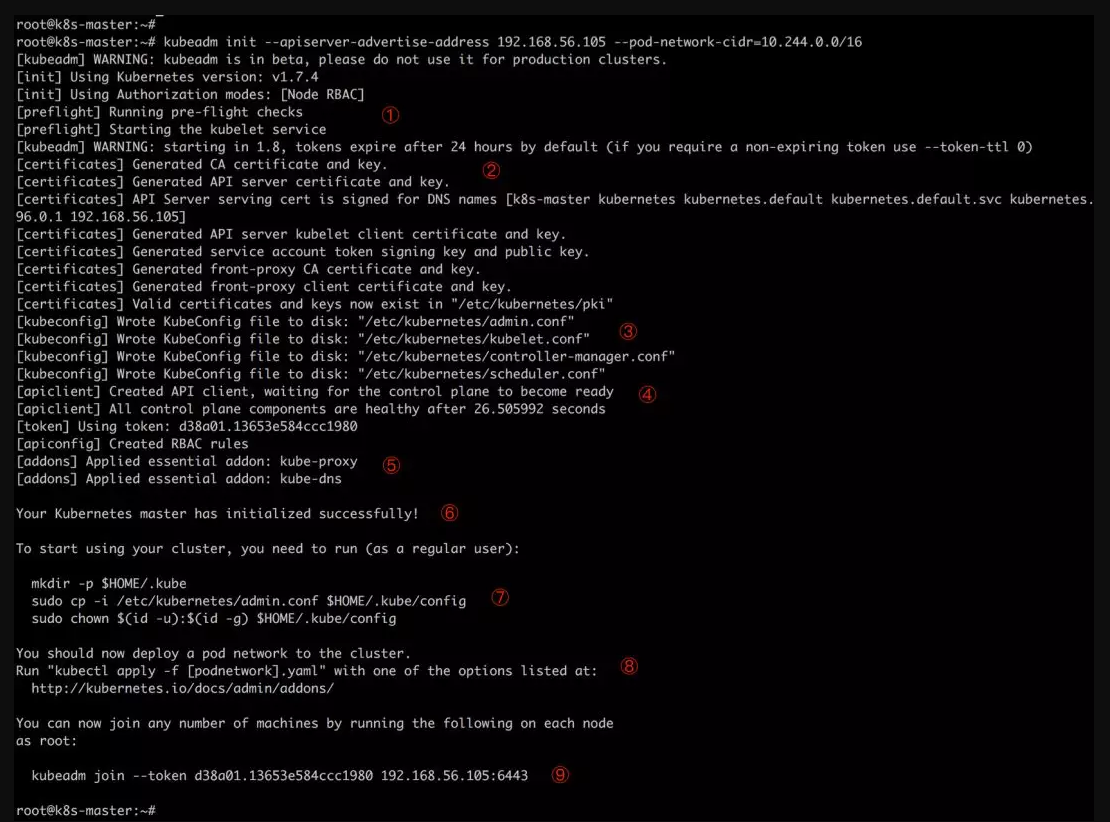 root@k8s-master:~#
root@k8s-master:~# kubeadm init --apiserver-advertise-address 192.168.56.105 --pod-network-cidr=10.244.0.0/16
[kubeadm] WARNING: kubeadm is in beta, please do not use it for production clusters.
[init] Using Kubernetes version: v1.7.4
[init] Using Authorization modes: [Node RBAC]
[preflight] Running pre-flight checks ①
[preflight] Starting the kubelet service
[kubeadm] WARNING: starting in 1.8, tokens expire after 24 hours by default (if you require a non-expiring token use --token-ttl 0)
[certificates] Generated CA certificate and key. ②
[certificates] Generated API server certificate and key.
[certificates] API Server serving cert is signed for DNS names [k8s-master kubernetes kubernetes.default kubernetes.default.svc kubernetes.
96.0.1 192.168.56.105]
[certificates] Generated API server kubelet client certificate and key.
[certificates] Generated service account token signing key and public key.
[certificates] Generated front-proxy CA certificate and key.
[certificates] Generated front-proxy client certificate and key.
[certificates] Valid certificates and keys now exist in "/etc/kubernetes/pki"
[kubeconfig] Wrote KubeConfig file to disk: "/etc/kubernetes/admin.conf"
[kubeconfig] Wrote KubeConfig file to disk: "/etc/kubernetes/kubelet.conf" ③
[kubeconfig] Wrote KubeConfig file to disk: "/etc/kubernetes/controller-manager.conf"
[kubeconfig] Wrote KubeConfig file to disk: "/etc/kubernetes/scheduler.conf"
[apiclient] Created API client, waiting for the control plane to become ready ④
[apiclient] All control plane components are healthy after 26.505992 seconds
[token] Using token: d38a01.13653e584ccc1980
[apiconfig] Created RBAC rules
[addons] Applied essential addon: kube-proxy ⑤
[addons] Applied essential addon: kube-dns
Your Kubernetes master has initialized successfully! ⑥
To start using your cluster, you need to run (as a regular user):
mkdir -p $HOME/.kube
sudo cp -i /etc/kubernetes/admin.conf $HOME/.kube/config ⑦
sudo chown $(id -u):$(id -g) $HOME/.kube/config
You should now deploy a pod network to the cluster.
Run "kubectl apply -f [podnetwork].yaml" with one of the options listed at: ⑧
http://kubernetes.io/docs/admin/addons/
You can now join any number of machines by running the following on each node
as root:
kubeadm join --token d38a01.13653e584ccc1980 192.168.56.105:6443 ⑨
root@k8s-master:~#